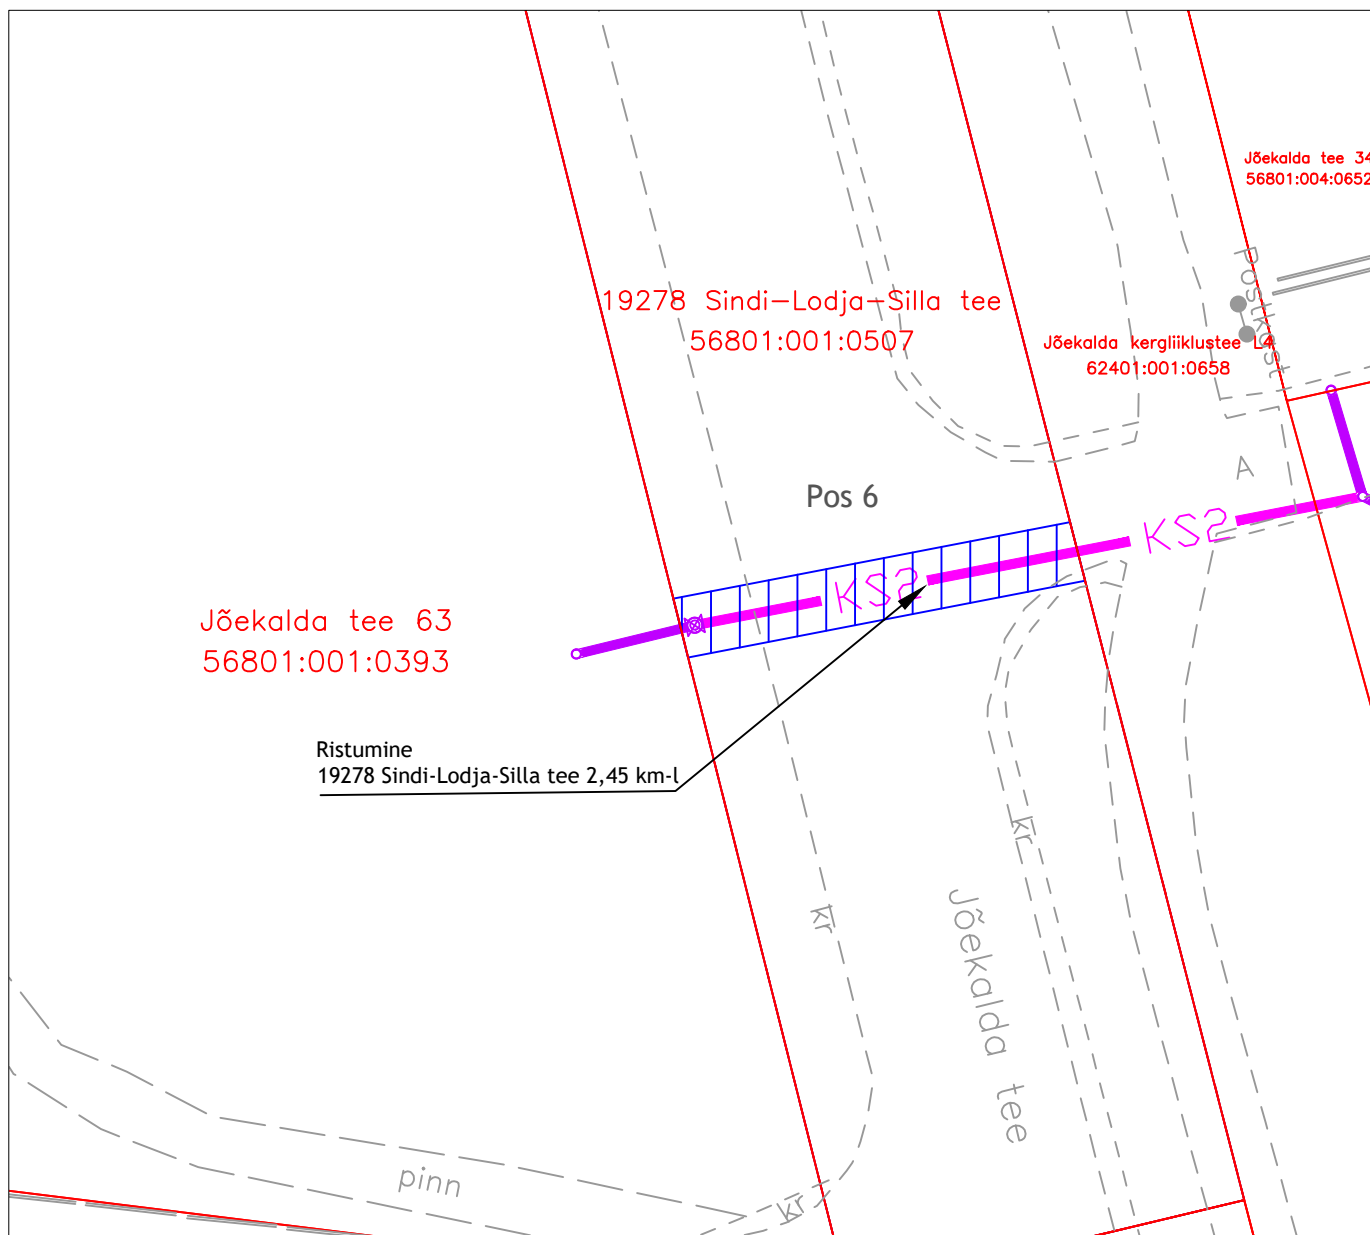 Jõekalda tee 34
56801:004:0652
Postkast
19278 Sindi-Lodja-Silla tee
56801:001:0507
Jõekalda kergliiklustee L4
62401:001:0658
A
Pos 6
KS2
KS2
Jõekalda tee 63
56801:001:0393
Ristumine
19278 Sindi-Lodja-Silla tee 2,45 km-l
kr
kr
Jõekalda tee
pinn
kr